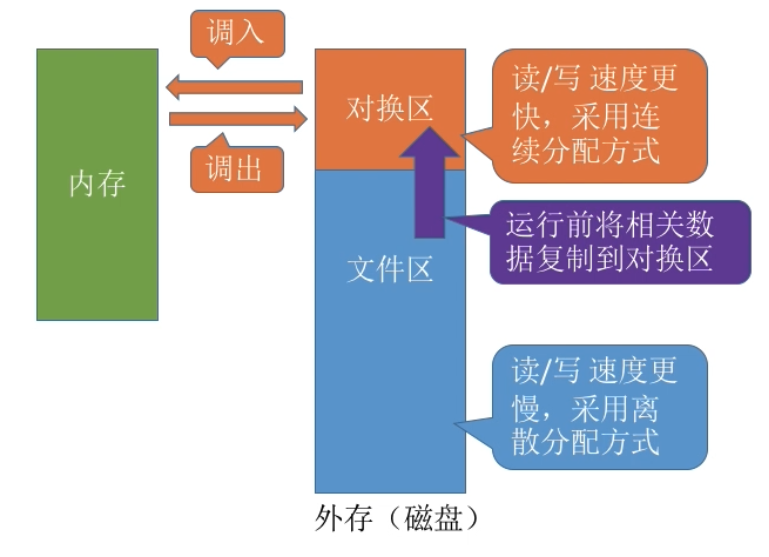 调入
内存
调出
对换区
读/写 速度更
快，采用连
续分配方式
运行前将相关数
据复制到对换区
文件区
读/写 速度更
慢，采用离
散分配方式
外存（磁盘）